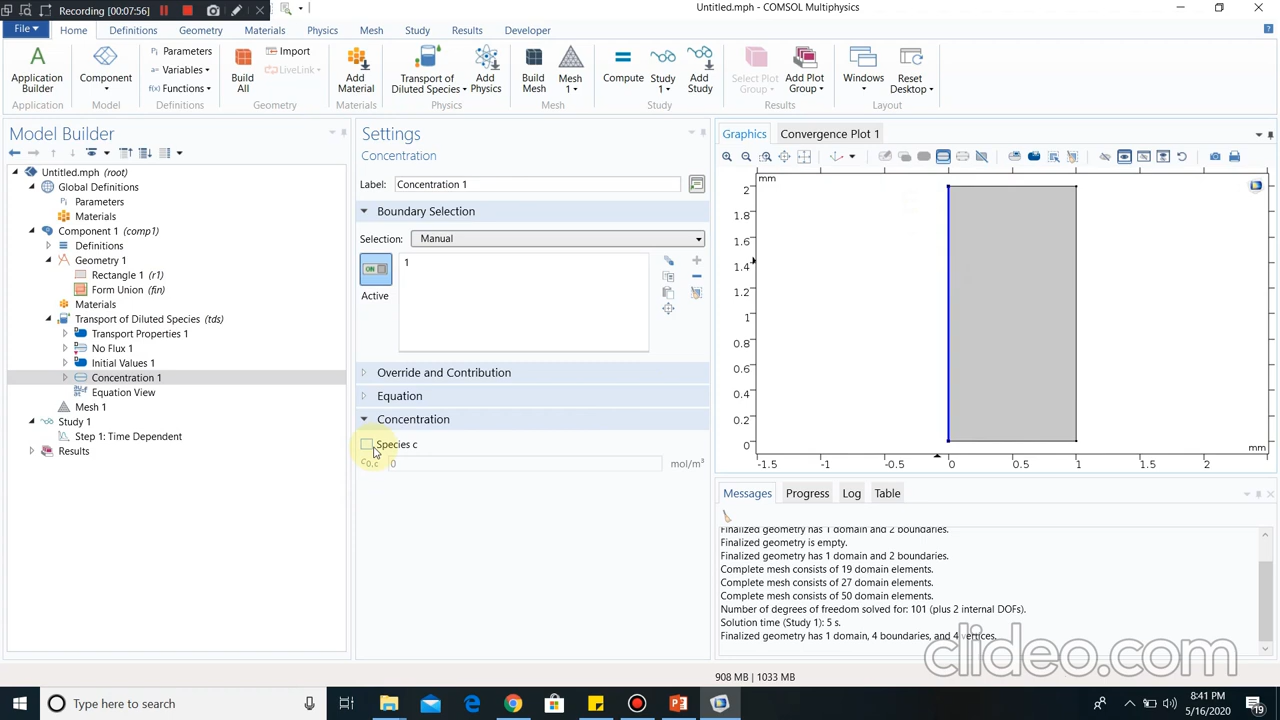 Recording [00:07:56]
Untitled.mph - COMSOL Multiphysics
File Home Definitions Geometry Materials Physics Mesh Study Results Developer
Application Builder
Component
Parameters
Variables
Functions
Build All
Import
LiveLink
Add Material
Transport of Diluted Species
Add Physics
Build Mesh
Mesh 1
Compute
Study 1
Add Study
Select Plot Group
Add Plot Group
Windows
Reset Desktop
Application Model Definitions Geometry Materials Physics Mesh Study Results Layout
Model Builder
Untitled.mph (root)
Global Definitions
Parameters
Materials
Component 1 (comp1)
Definitions
Geometry 1
Rectangle 1 (r1)
Form Union (fin)
Materials
Transport of Diluted Species (tds)
Transport Properties 1
No Flux 1
Initial Values 1
Concentration 1
Equation View
Mesh 1
Study 1
Step 1: Time Dependent
Results
Settings
Concentration
Label: Concentration 1
Boundary Selection
Selection: Manual
ON
Active
1
Override and Contribution
Equation
Concentration
Species c
c0,c 0 mol/m³
Graphics Convergence Plot 1
mm
2
1.8
1.6
1.4
1.2
1
0.8
0.6
0.4
0.2
0
mm
-1.5 -1 -0.5 0 0.5 1 1.5 2
Messages Progress Log Table
Finalized geometry has 1 domain and 2 boundaries.
Finalized geometry is empty.
Finalized geometry has 1 domain and 2 boundaries.
Complete mesh consists of 19 domain elements.
Complete mesh consists of 27 domain elements.
Complete mesh consists of 50 domain elements.
Number of degrees of freedom solved for: 101 (plus 2 internal DOFs).
Solution time (Study 1): 5 s.
Finalized geometry has 1 domain, 4 boundaries, and 4 vertices.
clideo.com
908 MB | 1033 MB
Type here to search
8:41 PM
5/16/2020
19